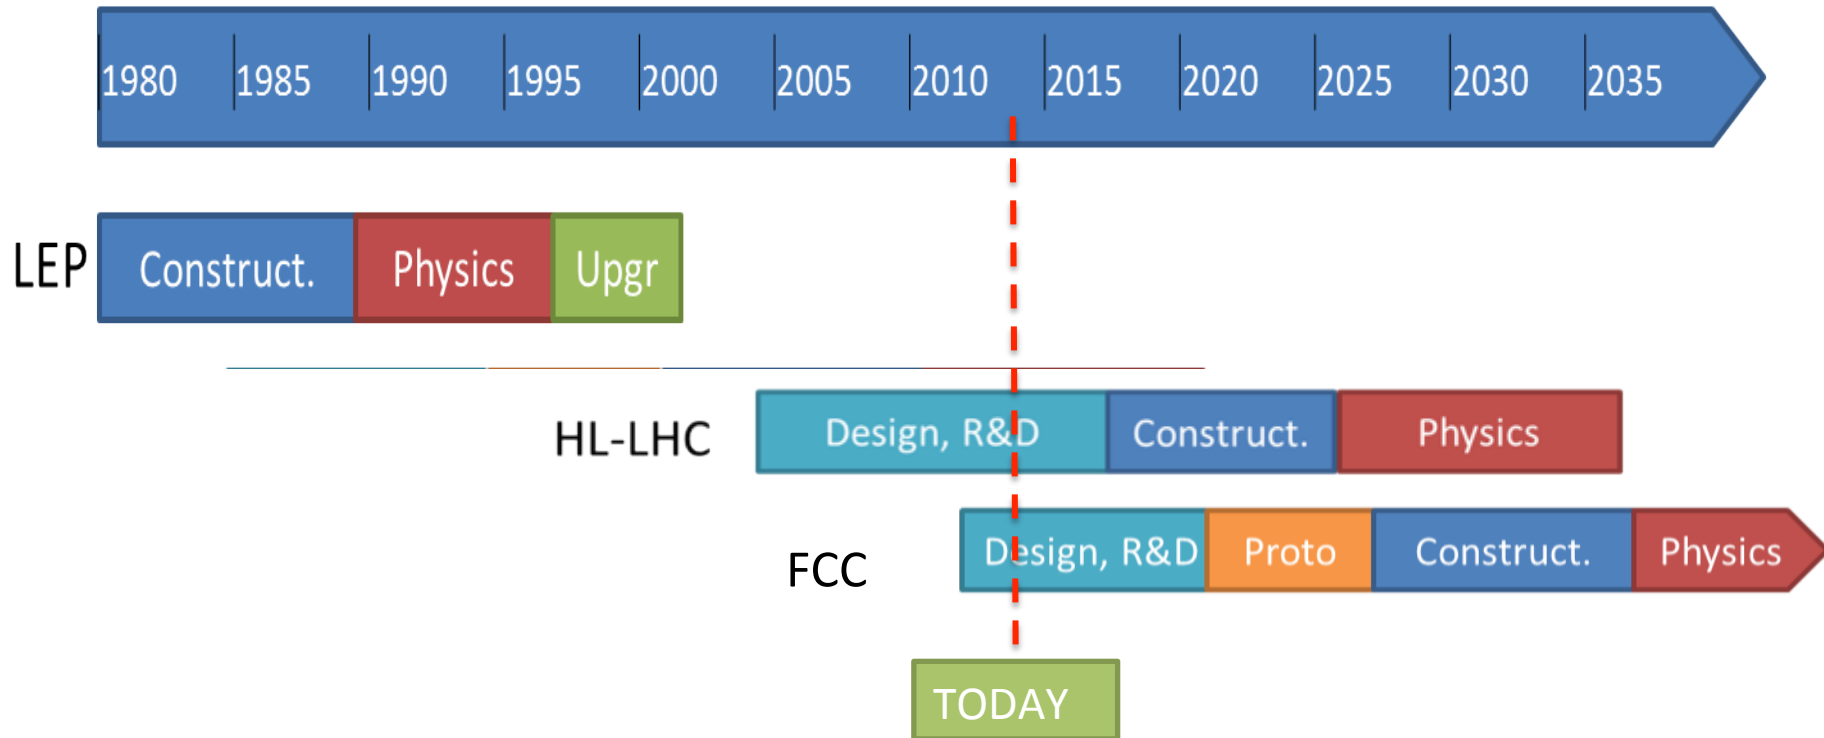 1980 1985 1990 1995 2000 2005 2010 2015 2020 2025 2030 2035
LEP Construct. Physics Upgr
HL-LHC Design, R&D Construct. Physics
FCC Design, R&D Proto Construct. Physics
TODAY